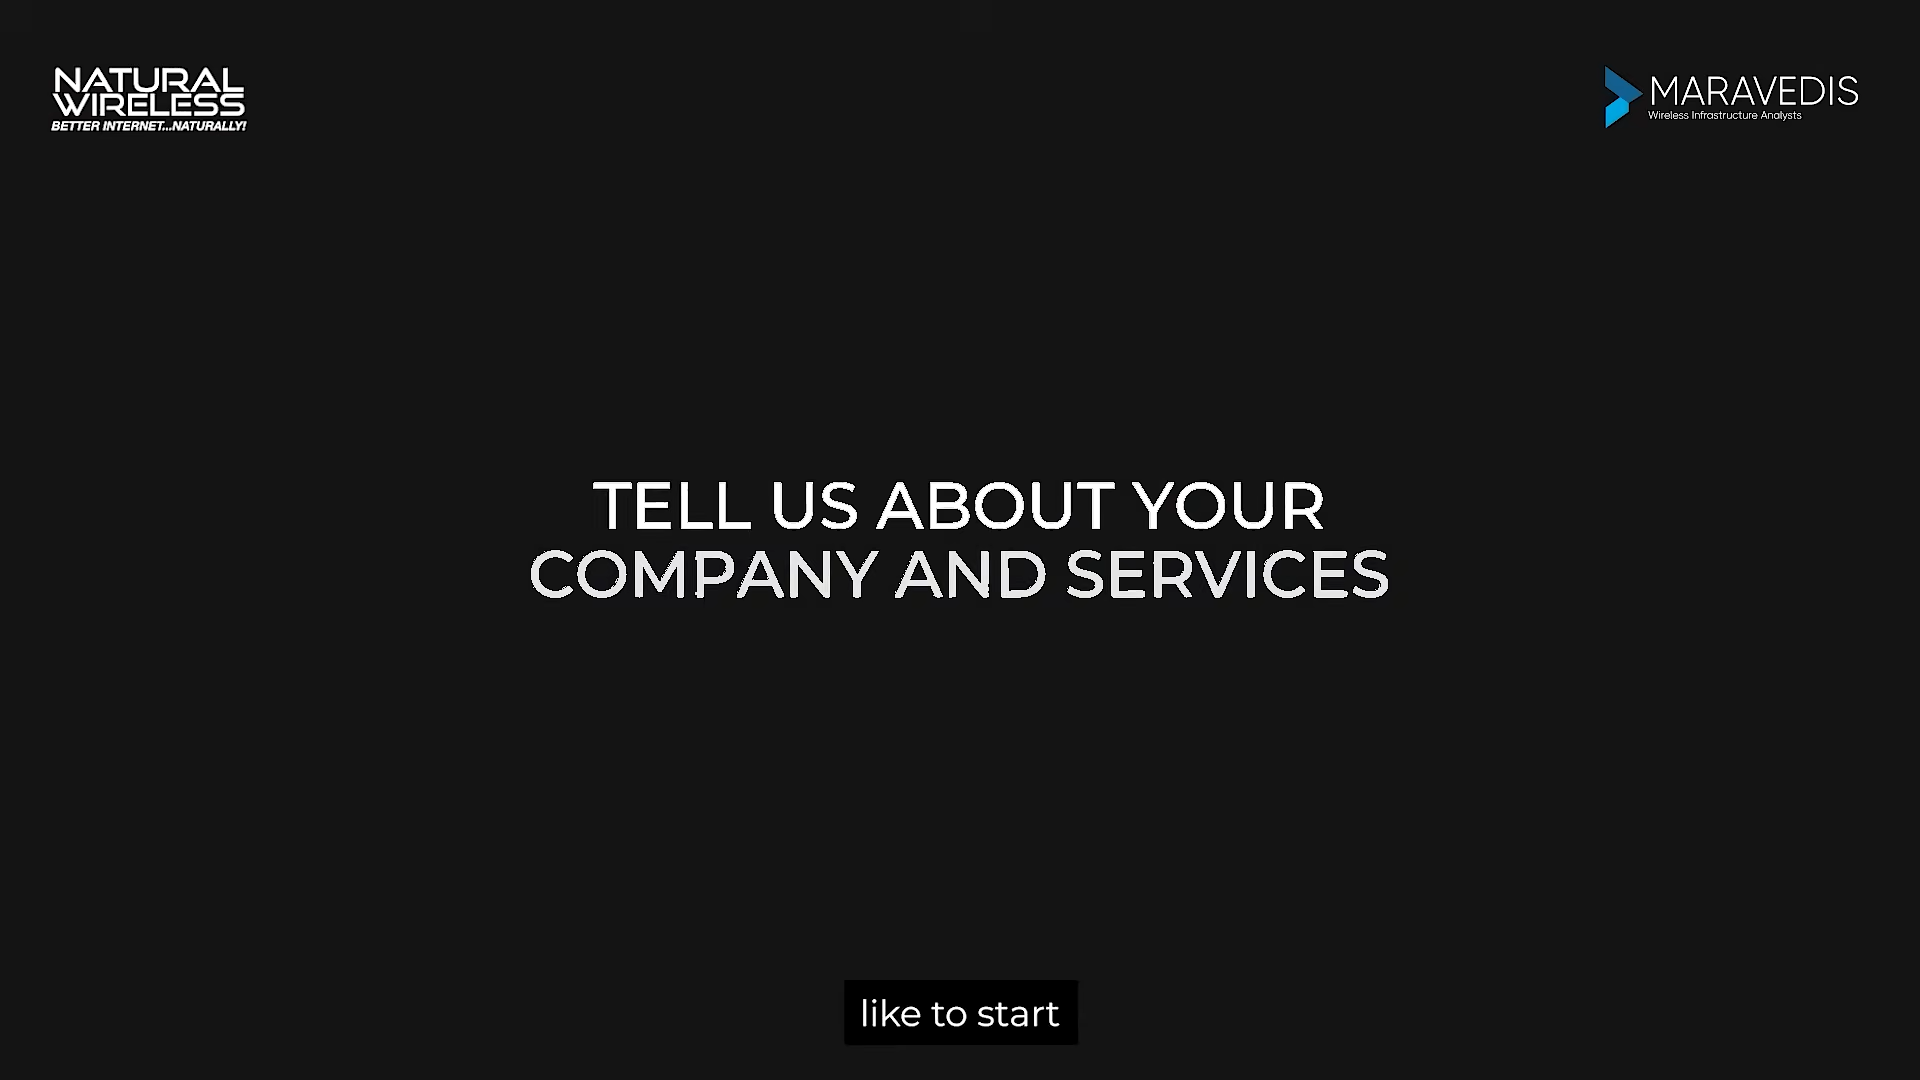 NATURAL
WIRELESS
BETTER INTERNET...NATURALLY!
MARAVEDIS
Wireless Infrastructure Analysts
TELL US ABOUT YOUR
COMPANY AND SERVICES
like to start